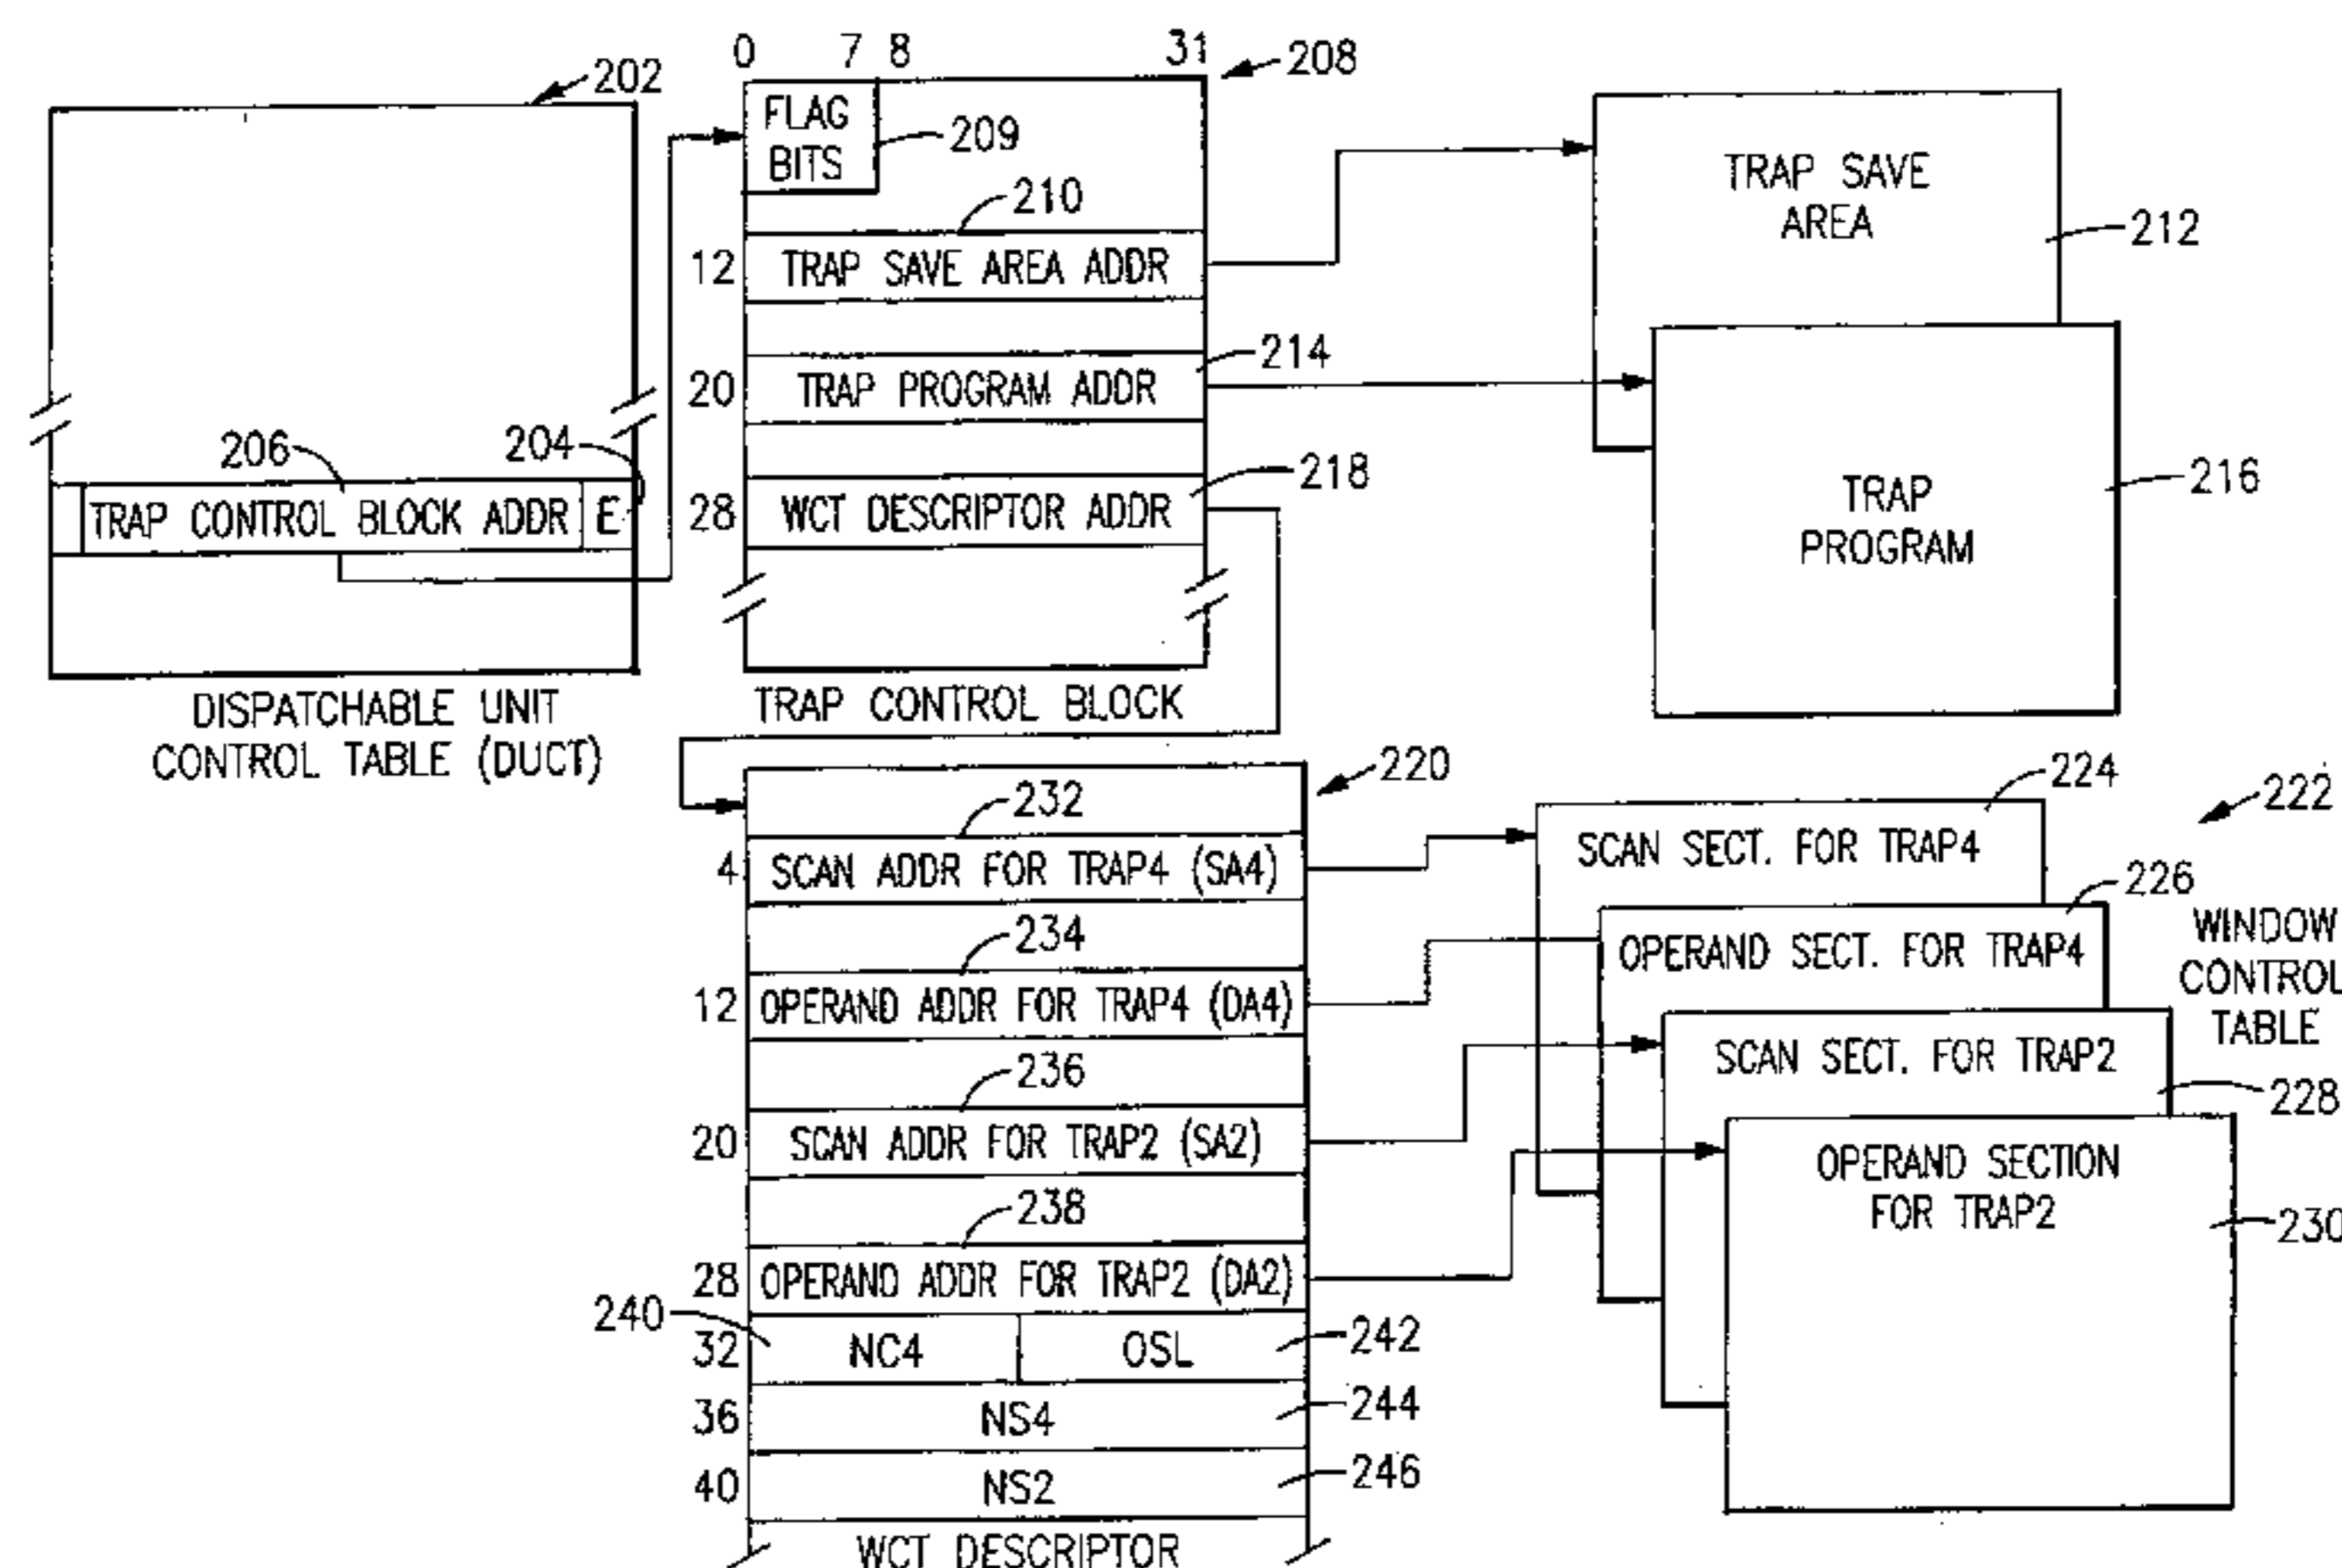 0 7 8 31
202
208
FLAG
BITS
209
210
12 TRAP SAVE AREA ADDR
TRAP SAVE
AREA
212
214
20 TRAP PROGRAM ADDR
206
204
TRAP CONTROL BLOCK ADDR E
218
28 WCT DESCRIPTOR ADDR
TRAP
PROGRAM
216
DISPATCHABLE UNIT
CONTROL TABLE (DUCT)
TRAP CONTROL BLOCK
220
232
4 SCAN ADDR FOR TRAP4 (SA4)
234
12 OPERAND ADDR FOR TRAP4 (DA4)
236
20 SCAN ADDR FOR TRAP2 (SA2)
238
28 OPERAND ADDR FOR TRAP2 (DA2)
240
32 NC4 OSL
242
36 NS4
244
40 NS2
246
WCT DESCRIPTOR
224
222
SCAN SECT. FOR TRAP4
226
OPERAND SECT. FOR TRAP4
WINDOW
CONTROL
TABLE
SCAN SECT. FOR TRAP2
228
OPERAND SECTION
FOR TRAP2
230